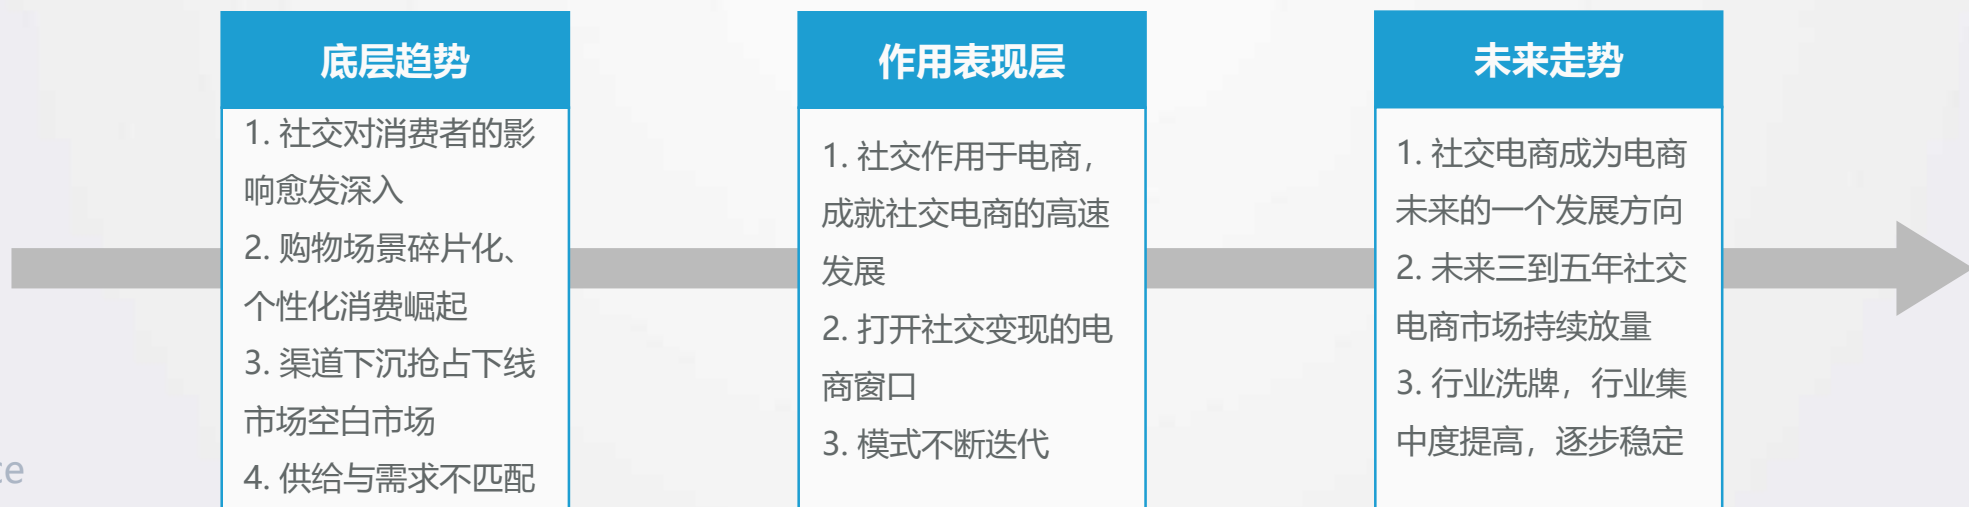 底层趋势
1. 社交对消费者的影
响愈发深入
2. 购物场景碎片化、
个性化消费崛起
3. 渠道下沉抢占下线
市场空白市场
4. 供给与需求不匹配
作用表现层
1. 社交作用于电商，
成就社交电商的高速
发展
2. 打开社交变现的电
商窗口
3. 模式不断迭代
未来走势
1. 社交电商成为电商
未来的一个发展方向
2. 未来三到五年社交
电商市场持续放量
3. 行业洗牌，行业集
中度提高，逐步稳定